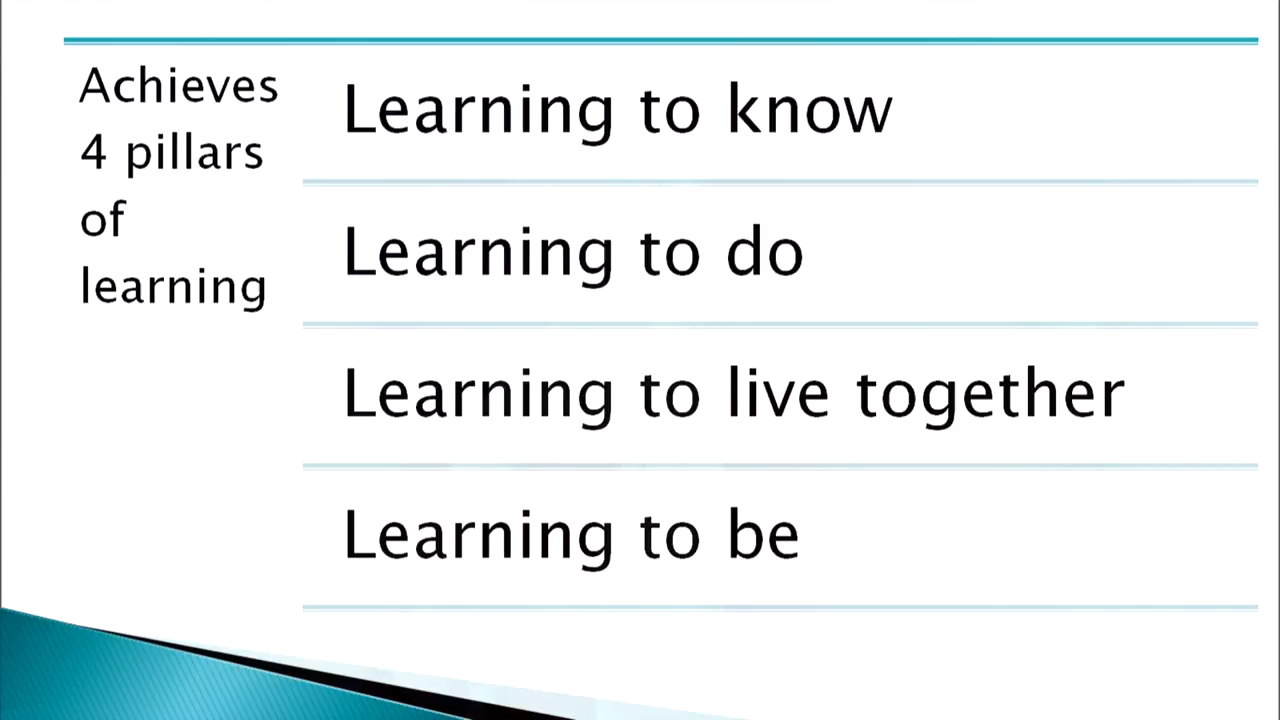 Achieves
4 pillars
of
learning
Learning to know
Learning to do
Learning to live together
Learning to be